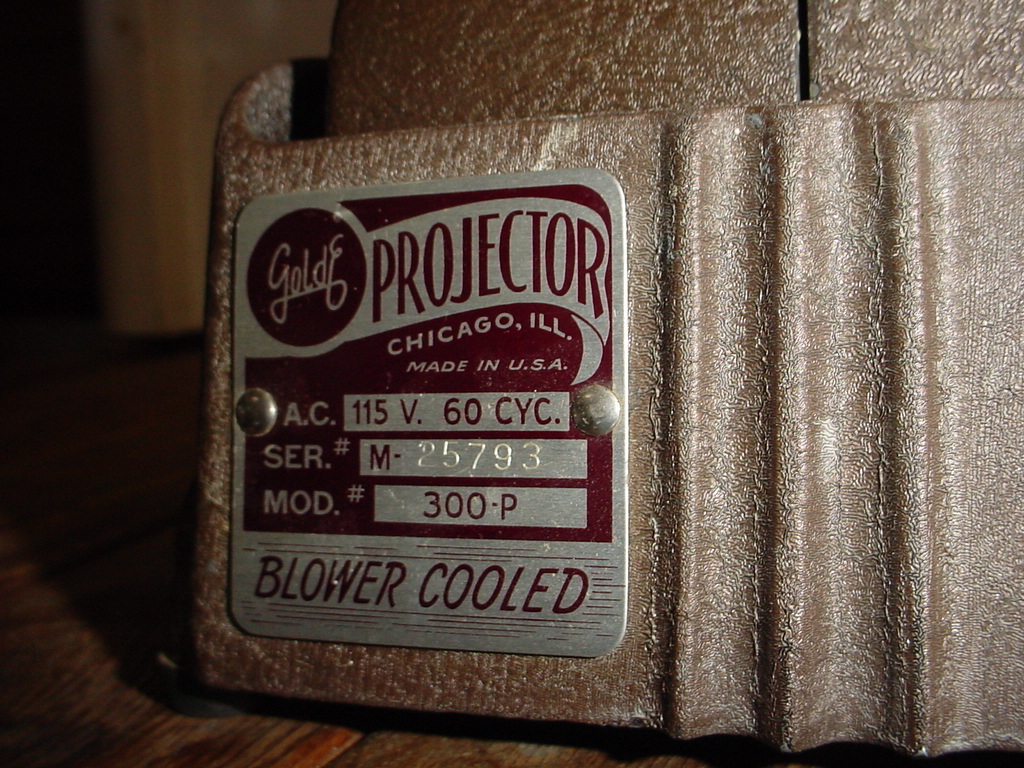 GoldE PROJECTOR
CHICAGO, ILL.
MADE IN U.S.A.
A.C. 115 V. 60 CYC.
SER.# M- 25793
MOD.# 300-P
BLOWER COOLED